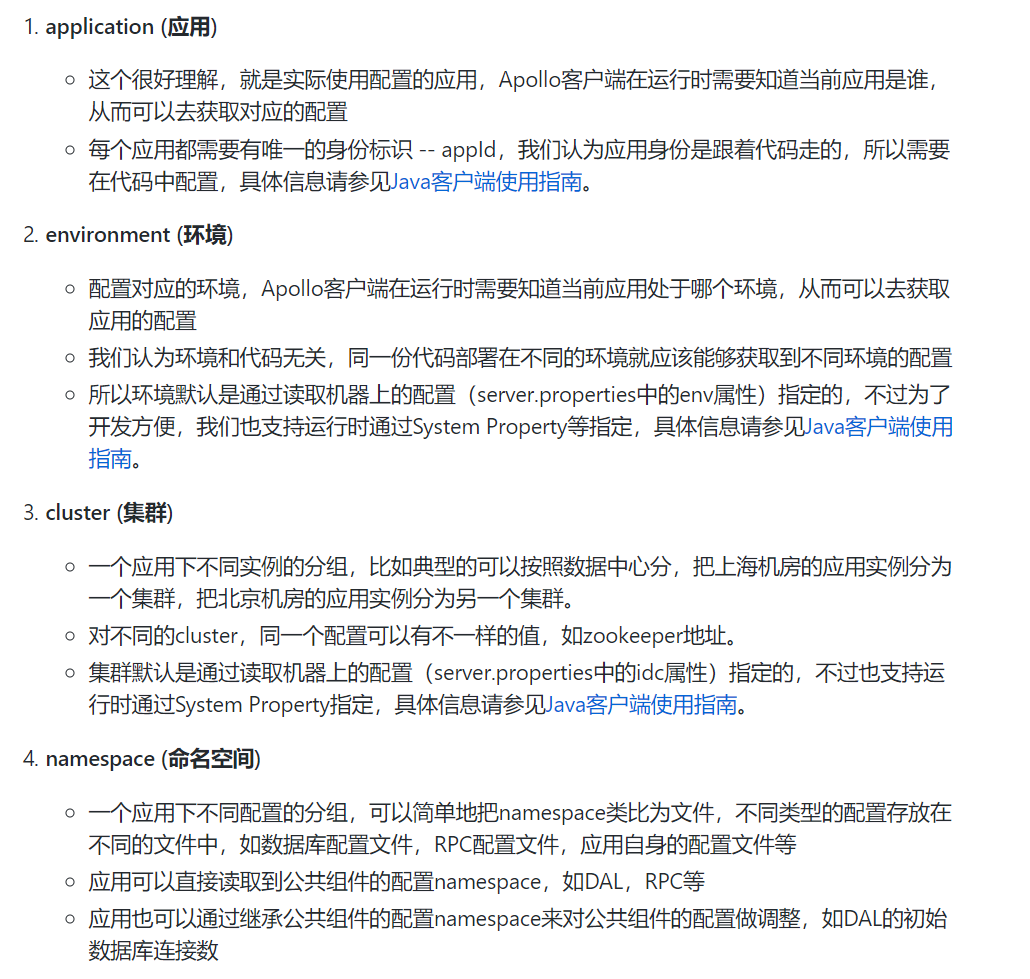 1. application (应用)
这个很好理解，就是实际使用配置的应用，Apollo客户端在运行时需要知道当前应用是谁，
从而可以去获取对应的配置
每个应用都需要有唯一的身份标识 -- appId，我们认为应用身份是跟着代码走的，所以需要
在代码中配置，具体信息请参见Java客户端使用指南。
2. environment (环境)
配置对应的环境，Apollo客户端在运行时需要知道当前应用处于哪个环境，从而可以去获取
应用的配置
我们认为环境和代码无关，同一份代码部署在不同的环境就应该能够获取到不同环境的配置
所以环境默认是通过读取机器上的配置（server.properties中的env属性）指定的，不过为了
开发方便，我们也支持运行时通过System Property等指定，具体信息请参见Java客户端使用
指南。
3. cluster (集群)
一个应用下不同实例的分组，比如典型的可以按照数据中心分，把上海机房的应用实例分为
一个集群，把北京机房的应用实例分为另一个集群。
对不同的cluster，同一个配置可以有不一样的值，如zookeeper地址。
集群默认是通过读取机器上的配置（server.properties中的idc属性）指定的，不过也支持运
行时通过System Property指定，具体信息请参见Java客户端使用指南。
4. namespace (命名空间)
一个应用下不同配置的分组，可以简单地把namespace类比为文件，不同类型的配置存放在
不同的文件中，如数据库配置文件，RPC配置文件，应用自身的配置文件等
应用可以直接读取到公共组件的配置namespace，如DAL，RPC等
应用也可以通过继承公共组件的配置namespace来对公共组件的配置做调整，如DAL的初始
数据库连接数